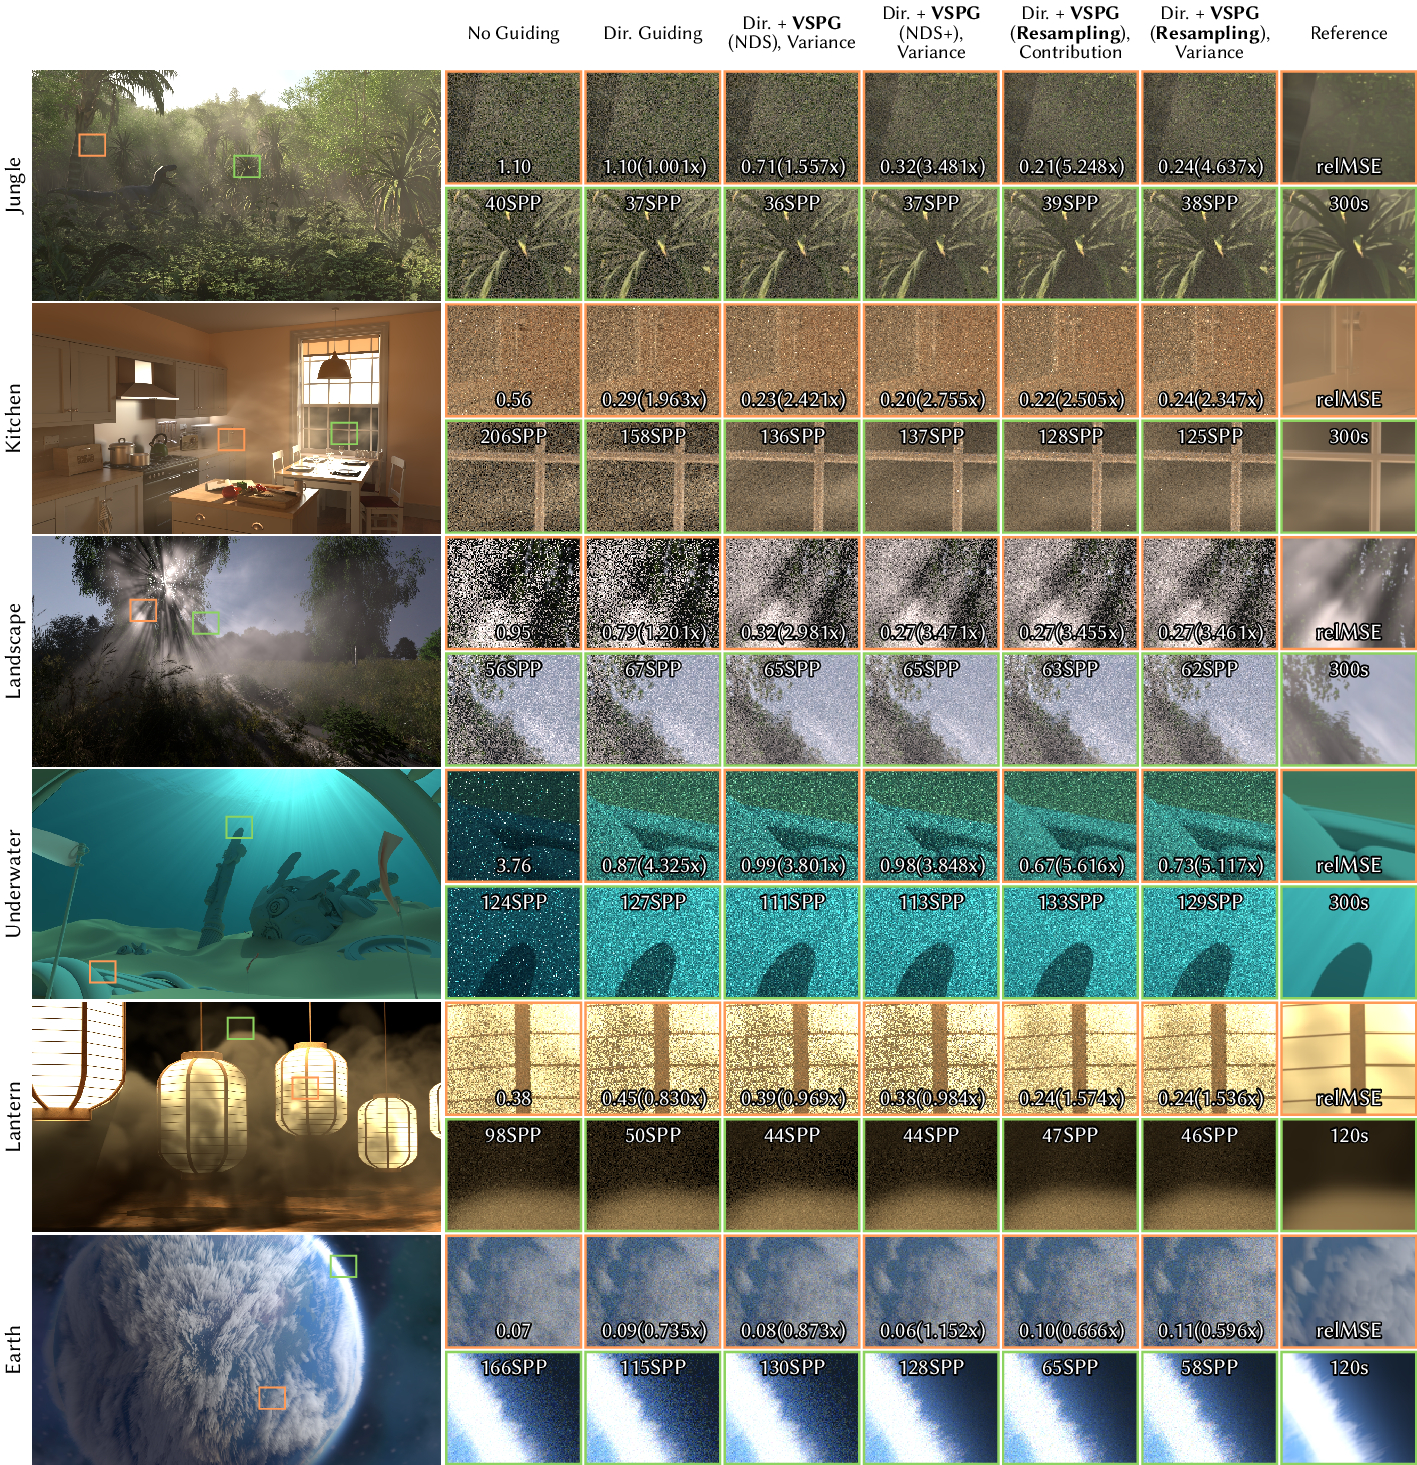 No Guiding
Dir. Guiding
Dir. + VSPG
(NDS), Variance
Dir. + VSPG
(NDS+),
Variance
Dir. + VSPG
(Resampling),
Contribution
Dir. + VSPG
(Resampling),
Variance
Reference
Jungle
1.10
1.10(1.001x)
0.71(1.557x)
0.32(3.481x)
0.21(5.248x)
0.24(4.637x)
relMSE
40SPP
37SPP
36SPP
37SPP
39SPP
38SPP
300s
Kitchen
0.56
0.29(1.963x)
0.23(2.421x)
0.20(2.755x)
0.22(2.505x)
0.24(2.347x)
relMSE
206SPP
158SPP
136SPP
137SPP
128SPP
125SPP
300s
Landscape
0.95
0.79(1.201x)
0.32(2.981x)
0.27(3.471x)
0.27(3.455x)
0.27(3.461x)
relMSE
56SPP
67SPP
65SPP
65SPP
63SPP
62SPP
300s
Underwater
3.76
0.87(4.325x)
0.99(3.801x)
0.98(3.848x)
0.67(5.616x)
0.73(5.117x)
relMSE
124SPP
127SPP
111SPP
113SPP
133SPP
129SPP
300s
Lantern
0.38
0.45(0.830x)
0.39(0.969x)
0.38(0.984x)
0.24(1.574x)
0.24(1.536x)
relMSE
98SPP
50SPP
44SPP
44SPP
47SPP
46SPP
120s
Earth
0.07
0.09(0.735x)
0.08(0.873x)
0.06(1.152x)
0.10(0.666x)
0.11(0.596x)
relMSE
166SPP
115SPP
130SPP
128SPP
65SPP
58SPP
120s